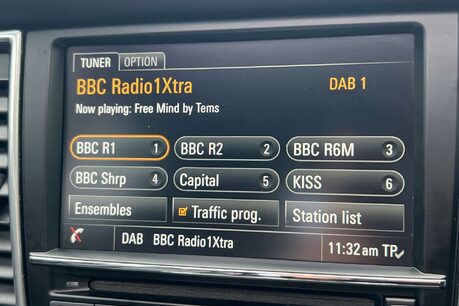 TUNER OPTION
BBC Radio1Xtra DAB 1
Now playing: Free Mind by Tems
BBC R1 1 BBC R2 2 BBC R6M 3
BBC Shrp 4 Capital 5 KISS 6
Ensembles Traffic prog. Station list
DAB BBC Radio1Xtra 11:32 am TP